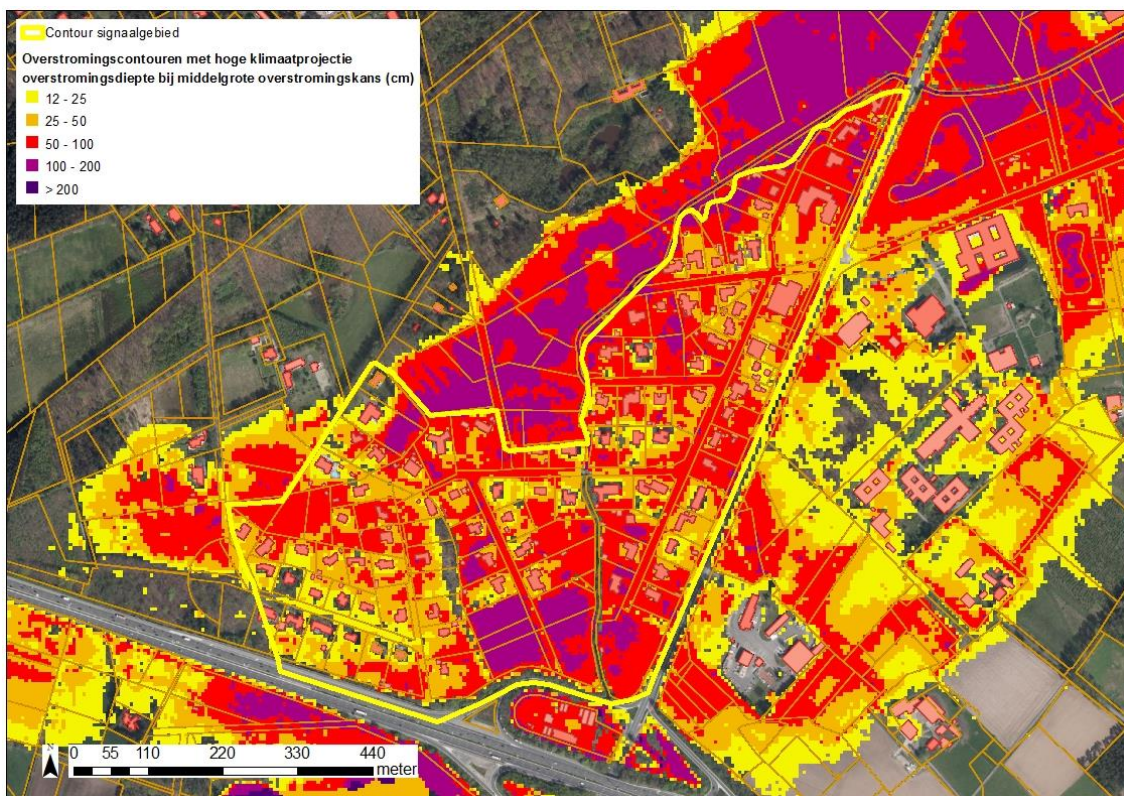 Contour signaalgebied
Overstromingscontouren met hoge klimaatprojectie
overstromingsdiepte bij middelgrote overstromingskans (cm)
12 - 25
25 - 50
50 - 100
100 - 200
> 200
0 55 110 220 330 440
meter